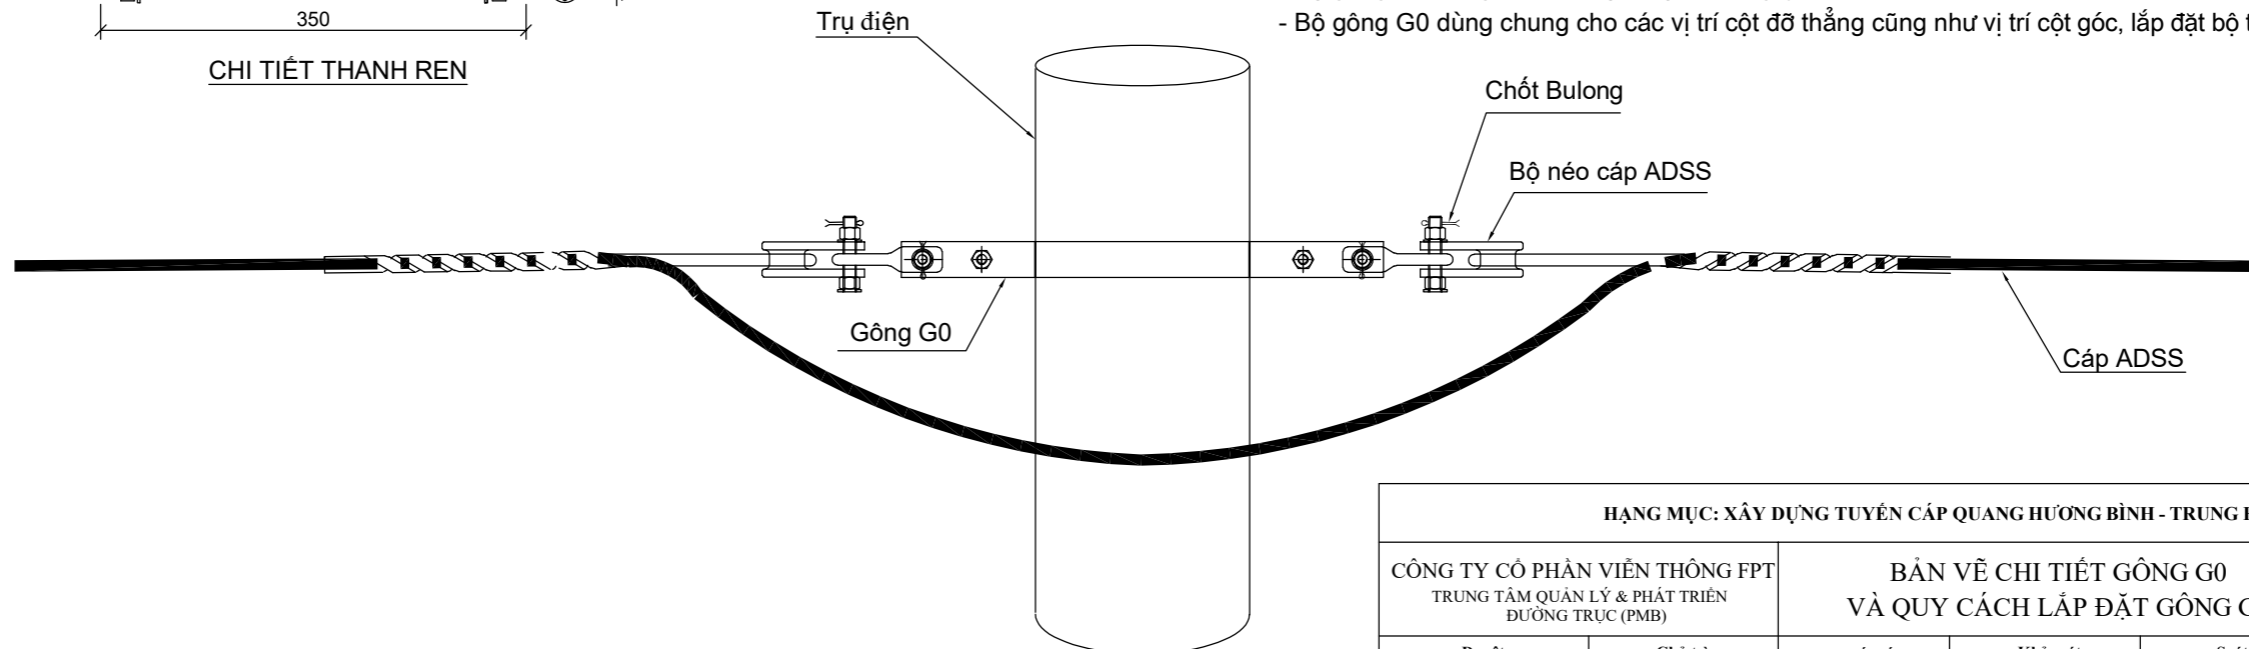 350
CHI TIẾT THANH REN
Trụ điện
- Bộ gông G0 dùng chung cho các vị trí cột đỡ thẳng cũng như vị trí cột góc, lắp đặt bộ
Chốt Bulong
Bộ néo cáp ADSS
Gông G0
Cáp ADSS
HẠNG MỤC: XÂY DỰNG TUYẾN CÁP QUANG HƯƠNG BÌNH - TRUNG
CÔNG TY CỔ PHẦN VIỄN THÔNG FPT
TRUNG TÂM QUẢN LÝ & PHÁT TRIỂN
ĐƯỜNG TRỤC (PMB)
BẢN VẼ CHI TIẾT GÔNG G0
VÀ QUY CÁCH LẮP ĐẶT GÔNG